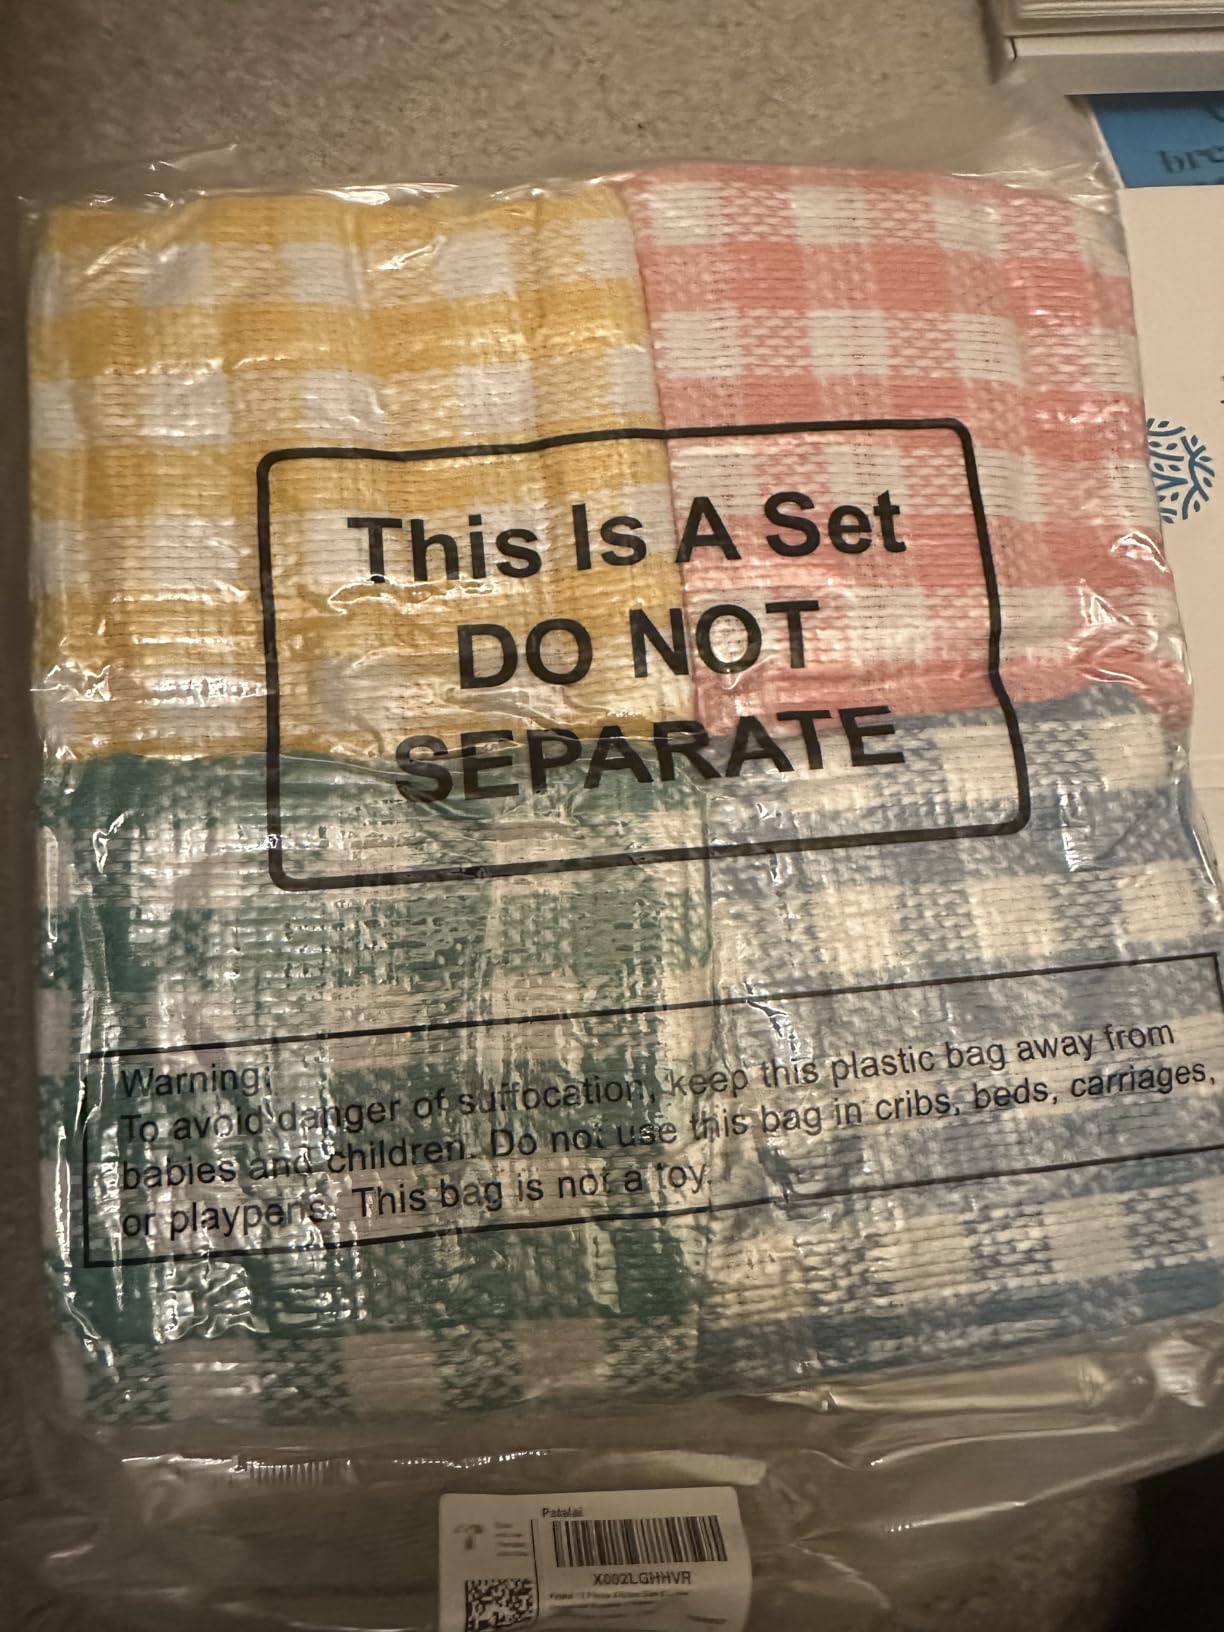 This Is A Set
DO NOT
SEPARATE
Warning:
To avoid danger of suffocation, keep this plastic bag away from
babies and children. Do not use this bag in cribs, beds, carriages,
or playpens. This bag is not a toy.
X002LGHHVR